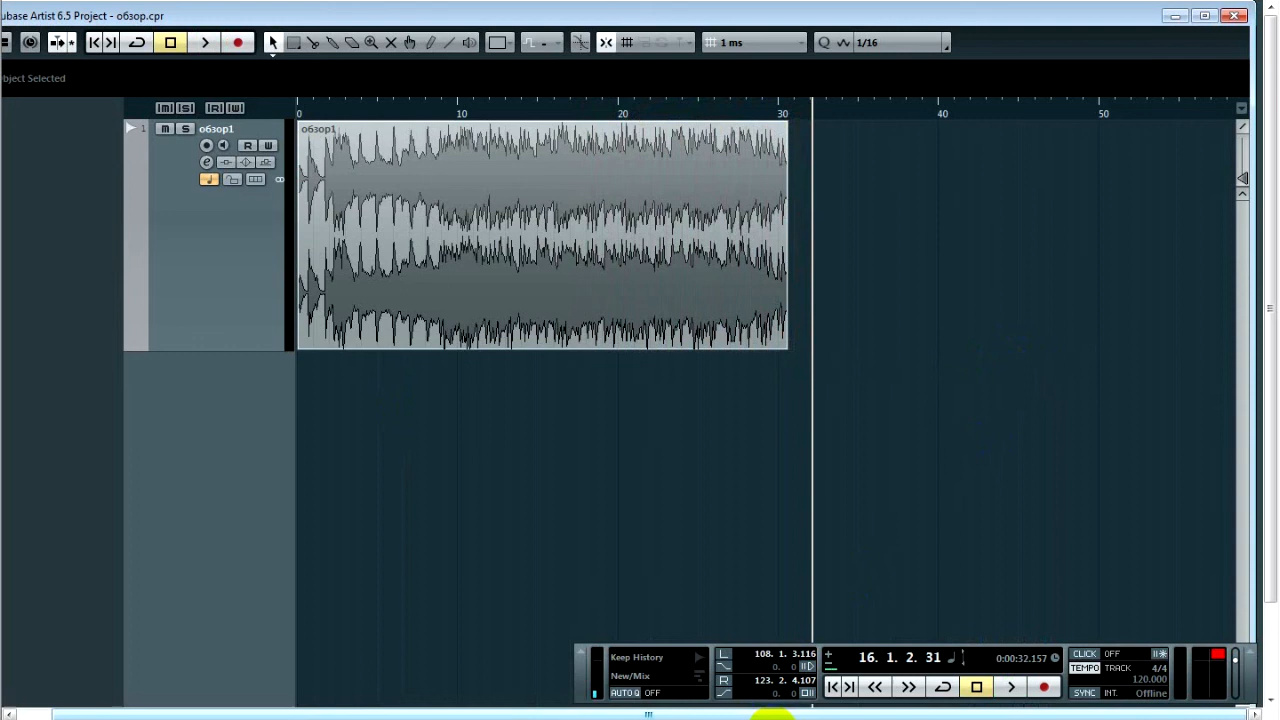 ubase Artist 6.5 Project - обзор.cpr
1 ms
Q 1/16
bject Selected
M S R W
0 10 20 30 40 50
1 M S обзор1
R W
e
обзор1
Keep History
New/Mix
AUTO Q OFF
L 108. 1. 3.116
0. 0
R 123. 2. 4.107
0. 0
16. 1. 2. 31
0:00:32.157
CLICK OFF
TEMPO TRACK 4/4
120.000
SYNC INT. Offline